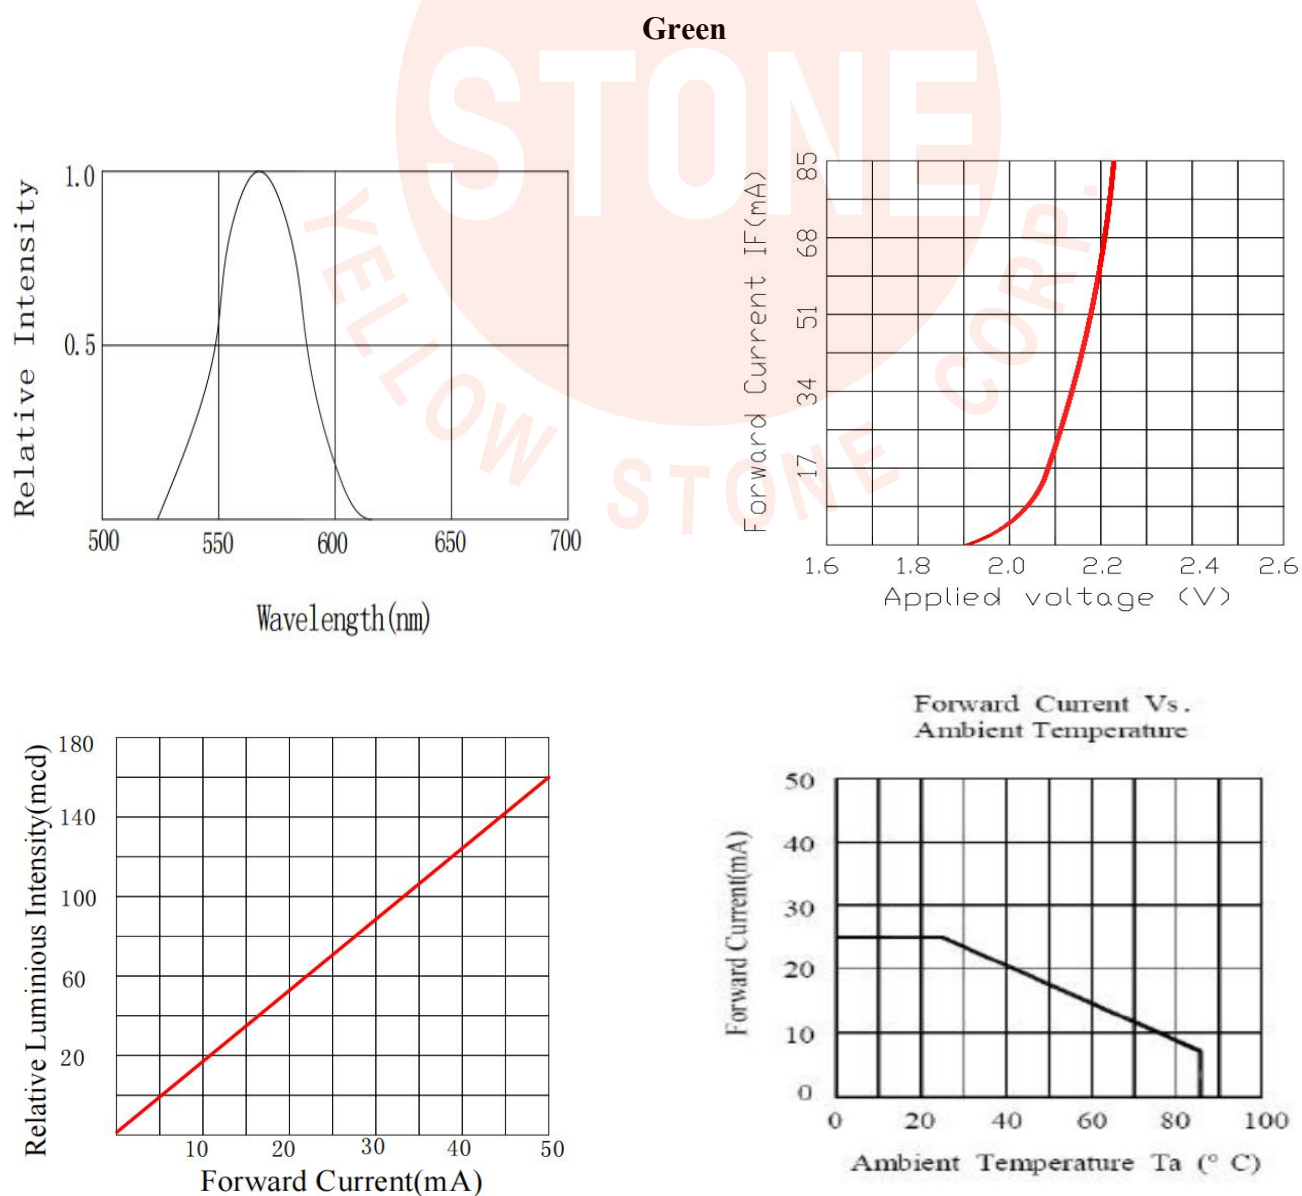 Green
STONE
YELLOW STONE CORP.
Relative Intensity
1.0
0.5
500 550 600 650 700
Wavelength(nm)
Forward Current IF(mA)
85
68
51
34
17
1.6 1.8 2.0 2.2 2.4 2.6
Applied voltage (V)
Relative Luminious Intensity(mcd)
180
140
100
60
20
10 20 30 40 50
Forward Current(mA)
Forward Current Vs.
Ambient Temperature
Forward Current(mA)
50
40
30
20
10
0
0 20 40 60 80 100
Ambient Temperature Ta (° C)